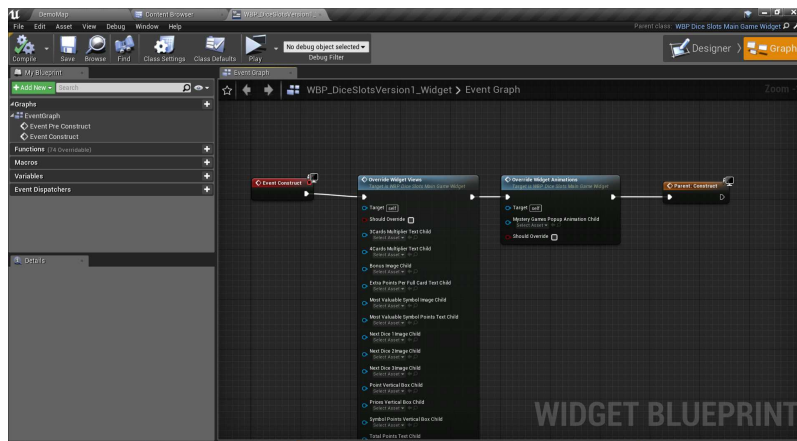 DemoMap
Content Browser
WBP_DiceSlotsVersion1_
File Edit Asset View Debug Window Help
Parent class: WBP Dice Slots Main Game Widget
Compile Save Browse Find Class Settings Class Defaults Play
No debug object selected
Debug Filter
Designer
Graph
My Blueprint
Event Graph
+Add New
Search
WBP_DiceSlotsVersion1_Widget > Event Graph
Zoom
Graphs
EventGraph
Event Pre Construct
Event Construct
Functions (74 Overridable)
Macros
Variables
Event Dispatchers
Details
Event Construct
Override Widget Views
Target is WBP Dice Slots Main Game Widget
Target self
Should Override
3Cards Multiplier Text Child
Select Asset
4Cards Multiplier Text Child
Select Asset
Bonus Image Child
Select Asset
Extra Points Per Full Card Text Child
Select Asset
Most Valuable Symbol Image Child
Select Asset
Most Valuable Symbol Points Text Child
Select Asset
Next Dice 1Image Child
Select Asset
Next Dice 2Image Child
Select Asset
Next Dice 3Image Child
Select Asset
Point Vertical Box Child
Select Asset
Prices Vertical Box Child
Select Asset
Symbol Points Vertical Box Child
Select Asset
Total Points Text Child
Override Widget Animations
Target is WBP Dice Slots Main Game Widget
Target self
Mystery Games Popup Animation Child
Select Asset
Should Override
Parent: Construct
WIDGET BLUEPRINT